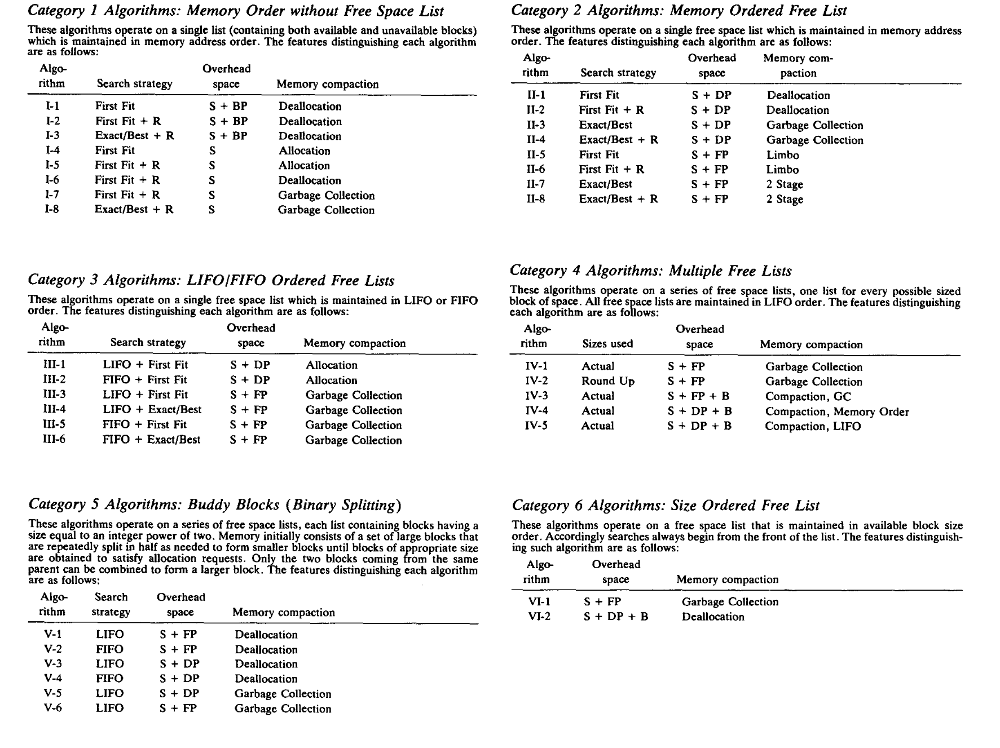 Category 1 Algorithms: Memory Order without Free Space List
These algorithms operate on a single list (containing both available and unavailable blocks)
which is maintained in memory address order. The features distinguishing each algorithm
are as follows:
Algo-
rithm Search strategy Overhead space Memory compaction
I-1 First Fit S + BP Deallocation
I-2 First Fit + R S + BP Deallocation
I-3 Exact/Best + R S + BP Deallocation
I-4 First Fit S Allocation
I-5 First Fit + R S Allocation
I-6 First Fit + R S Deallocation
I-7 First Fit + R S Garbage Collection
I-8 Exact/Best + R S Garbage Collection
Category 2 Algorithms: Memory Ordered Free List
These algorithms operate on a single free space list which is maintained in memory address
order. The features distinguishing each algorithm are as follows:
Algo- Overhead Memory com-
rithm Search strategy space paction
II-1 First Fit S + DP Deallocation
II-2 First Fit + R S + DP Deallocation
II-3 Exact/Best S + DP Garbage Collection
II-4 Exact/Best + R S + DP Garbage Collection
II-5 First Fit S + FP Limbo
II-6 First Fit + R S + FP Limbo
II-7 Exact/Best S + FP 2 Stage
II-8 Exact/Best + R S + FP 2 Stage
Category 3 Algorithms: LIFO/FIFO Ordered Free Lists
These algorithms operate on a single free space list which is maintained in LIFO or FIFO
order. The features distinguishing each algorithm are as follows:
Algo- Overhead
rithm Search strategy space Memory compaction
III-1 LIFO + First Fit S + DP Allocation
III-2 FIFO + First Fit S + DP Allocation
III-3 LIFO + First Fit S + FP Garbage Collection
III-4 LIFO + Exact/Best S + FP Garbage Collection
III-5 FIFO + First Fit S + FP Garbage Collection
III-6 FIFO + Exact/Best S + FP Garbage Collection
Category 4 Algorithms: Multiple Free Lists
These algorithms operate on a series of free space lists, one list for every possible sized
block of space. All free space lists are maintained in LIFO order. The features distinguishing
each algorithm are as follows:
Algo- Overhead
rithm Sizes used space Memory compaction
IV-1 Actual S + FP Garbage Collection
IV-2 Round Up S + FP Garbage Collection
IV-3 Actual S + FP + B Compaction, GC
IV-4 Actual S + DP + B Compaction, Memory Order
IV-5 Actual S + DP + B Compaction, LIFO
Category 5 Algorithms: Buddy Blocks (Binary Splitting)
These algorithms operate on a series of free space lists, each list containing blocks having a
size equal to an integer power of two. Memory initially consists of a set of large blocks that
are repeatedly split in half as needed to form smaller blocks until blocks of appropriate size
are obtained to satisfy allocation requests. Only the two blocks coming from the same
parent can be combined to form a larger block. The features distinguishing each algorithm
are as follows:
Algo- Search Overhead
rithm strategy space Memory compaction
V-1 LIFO S + FP Deallocation
V-2 FIFO S + FP Deallocation
V-3 LIFO S + DP Deallocation
V-4 FIFO S + DP Deallocation
V-5 LIFO S + DP Garbage Collection
V-6 LIFO S + FP Garbage Collection
Category 6 Algorithms: Size Ordered Free List
These algorithms operate on a free space list that is maintained in available block size
order. Accordingly searches always begin from the front of the list. The features distinguish-
ing such algorithm are as follows:
Algo- Overhead
rithm space Memory compaction
VI-1 S + FP Garbage Collection
VI-2 S + DP + B Deallocation